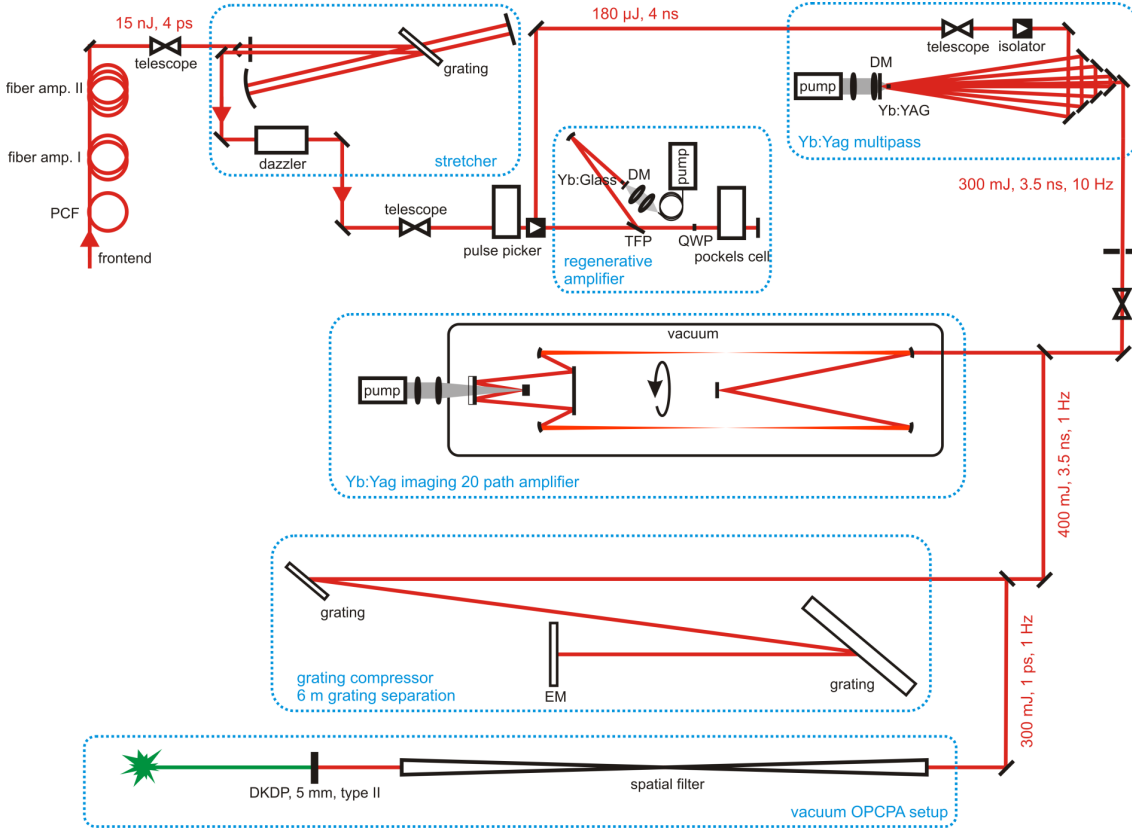 15 nJ, 4 ps
telescope
fiber amp. II
fiber amp. I
PCF
frontend
grating
dazzler
stretcher
180 µJ, 4 ns
telescope
isolator
pump
DM
Yb:YAG
Yb:Yag multipass
300 mJ, 3.5 ns, 10 Hz
telescope
pulse picker
Yb:Glass
DM
pump
TFP
QWP
pockels cell
regenerative
amplifier
vacuum
pump
Yb:Yag imaging 20 path amplifier
400 mJ, 3.5 ns, 1 Hz
grating
EM
grating
grating compressor
6 m grating separation
300 mJ, 1 ps, 1 Hz
DKDP, 5 mm, type II
spatial filter
vacuum OPCPA setup